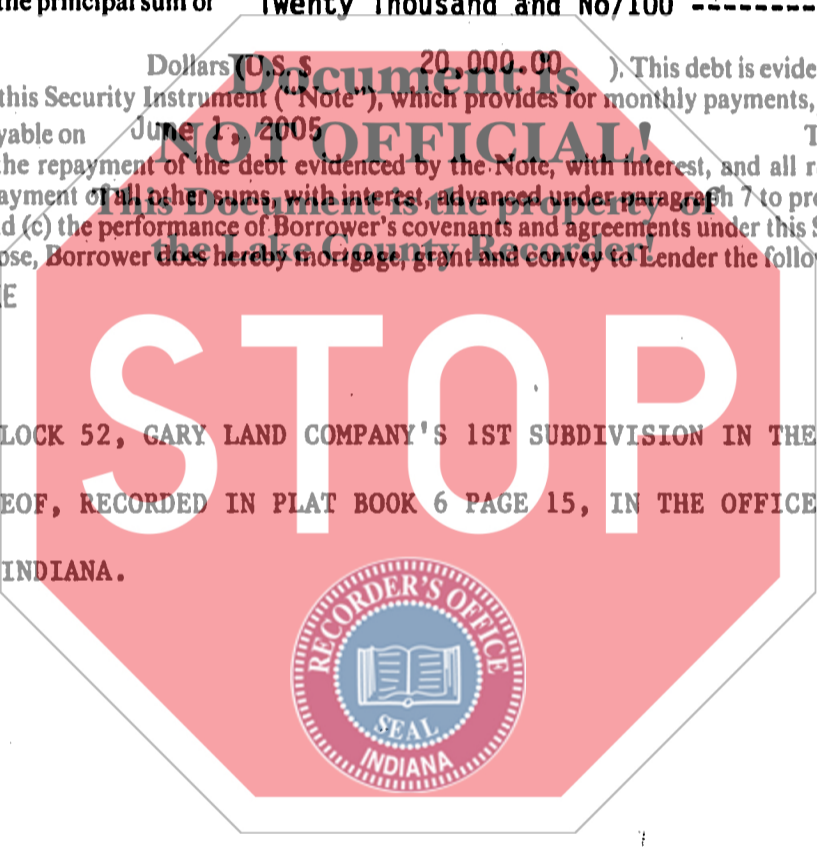 the principal sum of Twenty Thousand and No/100 ---------
Dollars (U.S. $ 20,000.00 ). This debt is evide
this Security Instrument ("Note"), which provides for monthly payments,
yable on June 1, 2005 T
the repayment of the debt evidenced by the Note, with interest, and all r
ayment of all other sums, with interest, advanced under paragraph 7 to pro
d (c) the performance of Borrower's covenants and agreements under this S
ose, Borrower does hereby mortgage, grant and convey to Lender the follo
E
Document is
NOT OFFICIAL!
This Document is the property of
the Lake County Recorder!
STOP
LOCK 52, GARY LAND COMPANY'S 1ST SUBDIVISION IN THE
EOF, RECORDED IN PLAT BOOK 6 PAGE 15, IN THE OFFICE
INDIANA.
RECORDER'S OFFICE
SEAL
INDIANA